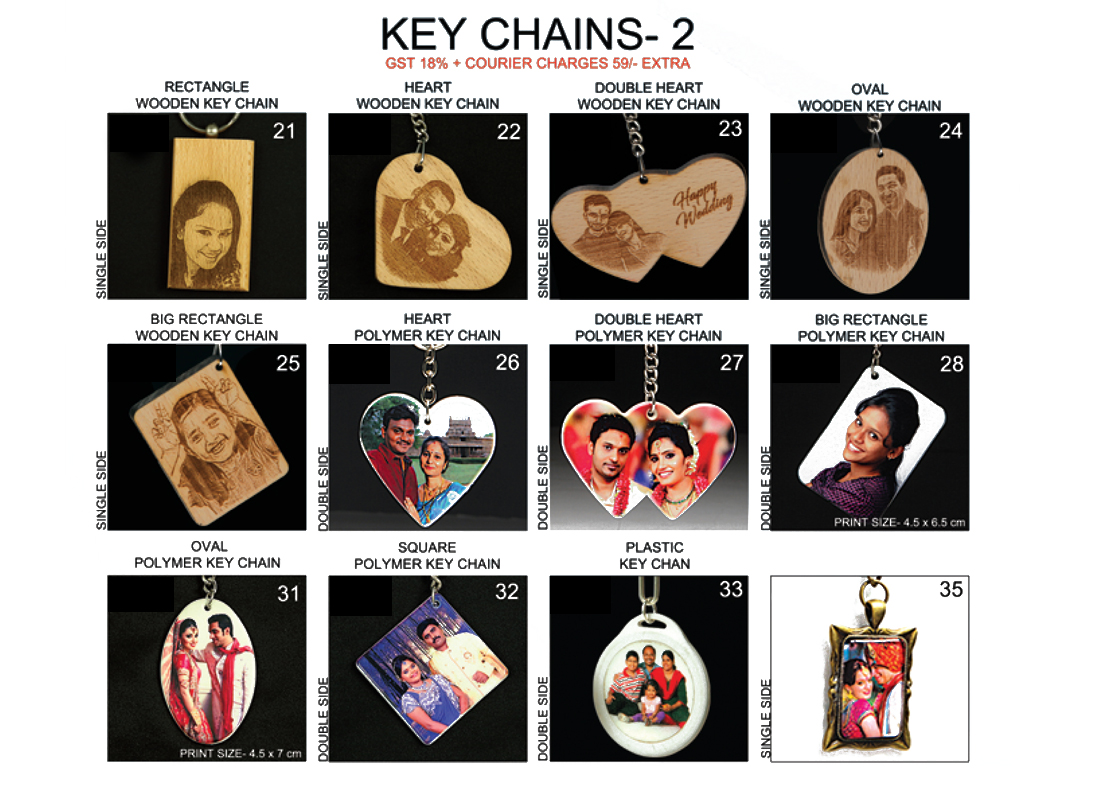 KEY CHAINS- 2
GST 18% + COURIER CHARGES 59/- EXTRA
RECTANGLE
WOODEN KEY CHAIN
21
SINGLE SIDE
HEART
WOODEN KEY CHAIN
22
SINGLE SIDE
DOUBLE HEART
WOODEN KEY CHAIN
23
Happy
Wedding
SINGLE SIDE
OVAL
WOODEN KEY CHAIN
24
SINGLE SIDE
BIG RECTANGLE
WOODEN KEY CHAIN
25
SINGLE SIDE
HEART
POLYMER KEY CHAIN
26
DOUBLE SIDE
DOUBLE HEART
POLYMER KEY CHAIN
27
DOUBLE SIDE
BIG RECTANGLE
POLYMER KEY CHAIN
28
DOUBLE SIDE
PRINT SIZE- 4.5 x 6.5 cm
OVAL
POLYMER KEY CHAIN
31
PRINT SIZE- 4.5 x 7 cm
SQUARE
POLYMER KEY CHAIN
32
DOUBLE SIDE
PLASTIC
KEY CHAN
33
DOUBLE SIDE
35
SINGLE SIDE